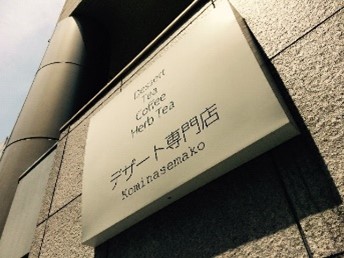 Dessert
Tea
Coffee
Herb Tea
デザート専門店
Kominasemako